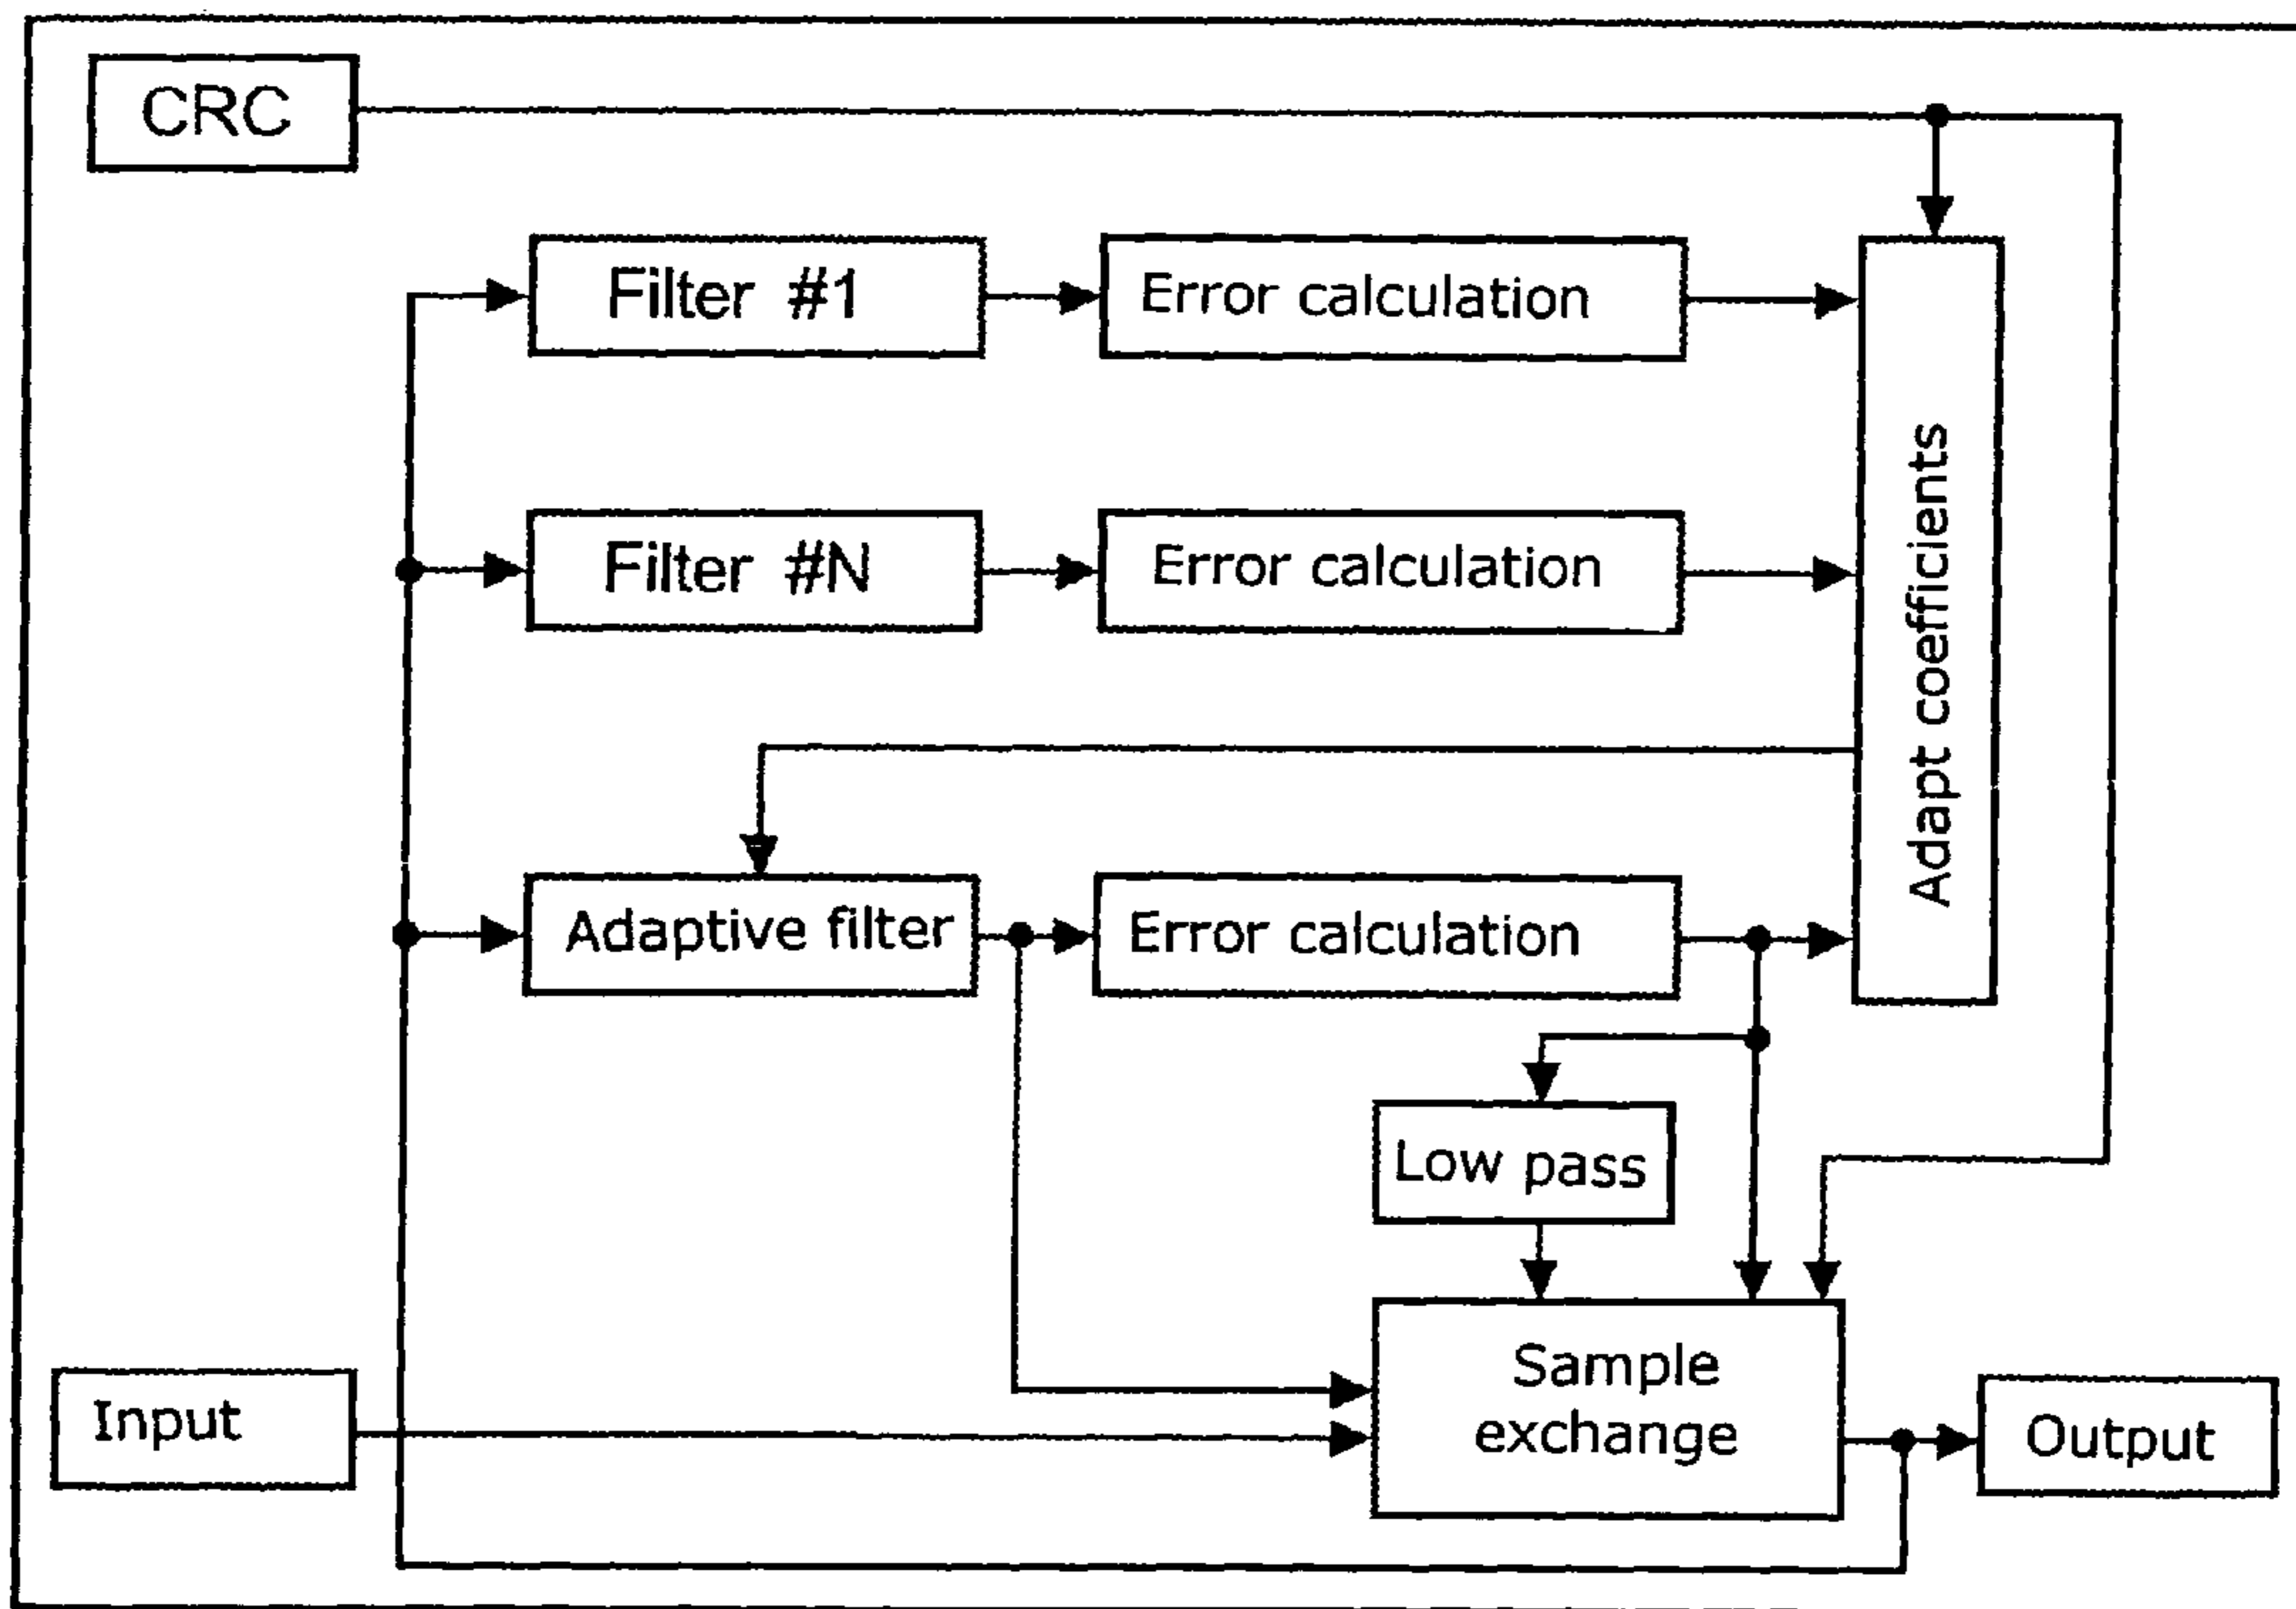 CRC
Filter #1
Error calculation
Filter #N
Error calculation
Adapt coefficients
Adaptive filter
Error calculation
Low pass
Input
Sample
exchange
Output